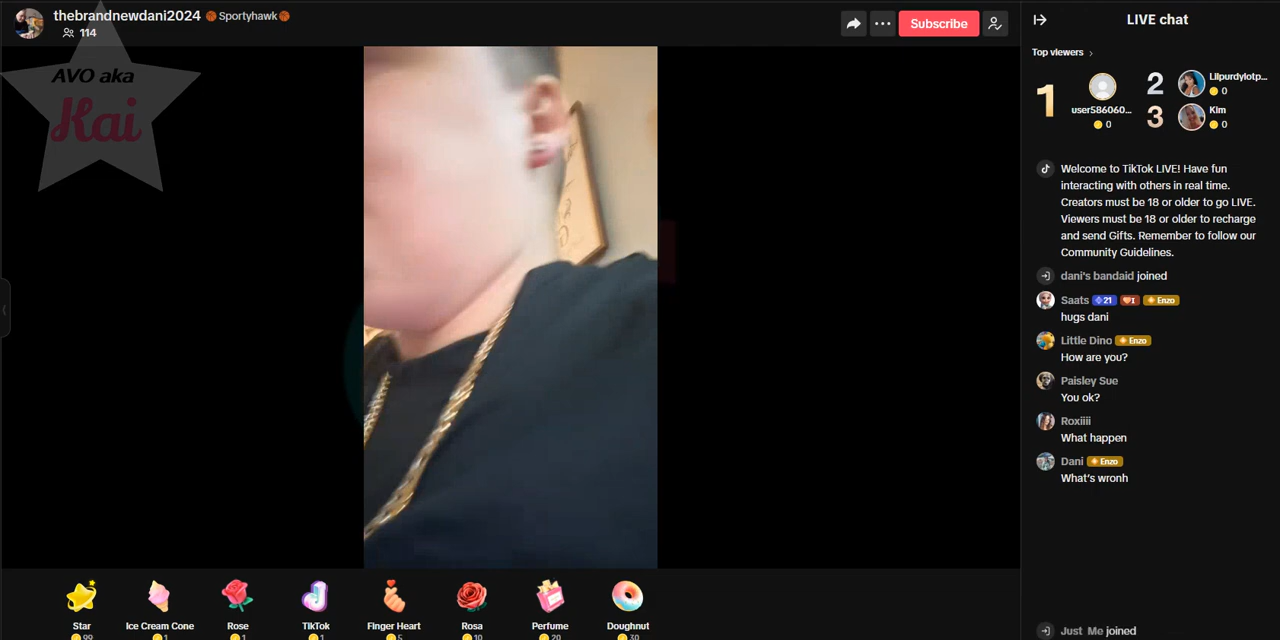 thebrandnewdani2024 🏀 Sportyhawk🏀
114
AVO aka
Kai
Subscribe
LIVE chat
Top viewers
1
user586060...
0
2
Lilpurdylotp...
0
3
Kim
0
Welcome to TikTok LIVE! Have fun
interacting with others in real time.
Creators must be 18 or older to go LIVE.
Viewers must be 18 or older to recharge
and send Gifts. Remember to follow our
Community Guidelines.
dani's bandaid joined
Saats 21 I Enzo
hugs dani
Little Dino Enzo
How are you?
Paisley Sue
You ok?
Roxiiii
What happen
Dani Enzo
What's wronh
Just Me joined
Star
99
Ice Cream Cone
1
Rose
1
TikTok
1
Finger Heart
5
Rosa
10
Perfume
20
Doughnut
30